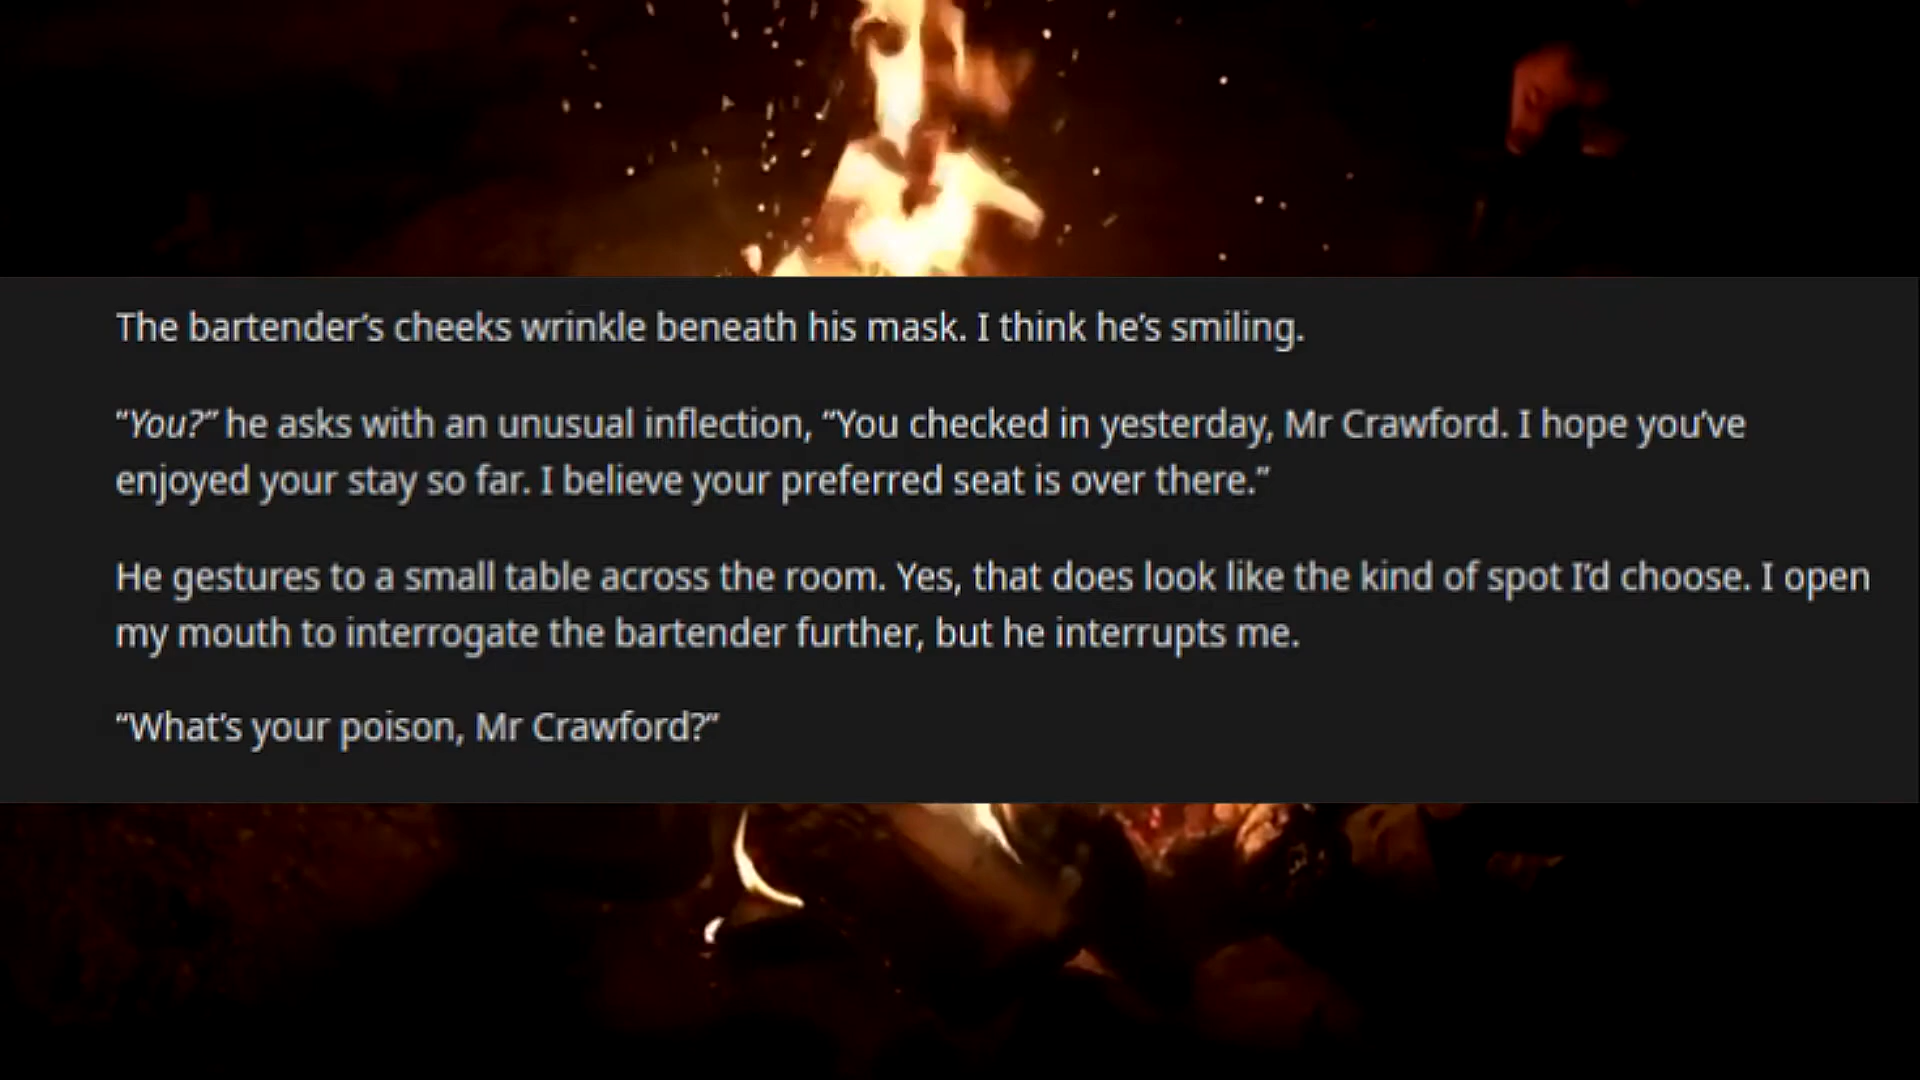 The bartender’s cheeks wrinkle beneath his mask. I think he’s smiling.
“You?” he asks with an unusual inflection, “You checked in yesterday, Mr Crawford. I hope you’ve
enjoyed your stay so far. I believe your preferred seat is over there.”
He gestures to a small table across the room. Yes, that does look like the kind of spot I’d choose. I open
my mouth to interrogate the bartender further, but he interrupts me.
“What’s your poison, Mr Crawford?”